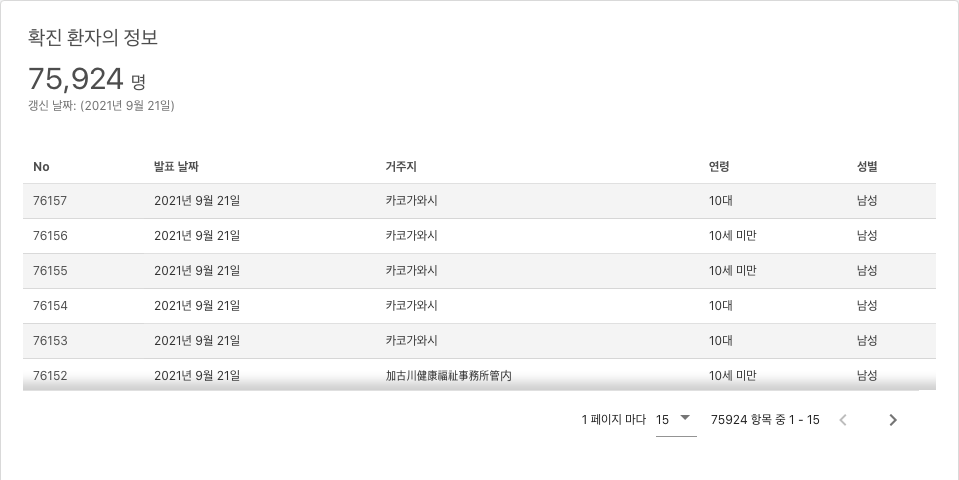 확진 환자의 정보
75,924 명
갱신 날짜: (2021년 9월 21일)
No 발표 날짜 거주지 연령 성별
76157 2021년 9월 21일 카코가와시 10대 남성
76156 2021년 9월 21일 카코가와시 10세 미만 남성
76155 2021년 9월 21일 카코가와시 10세 미만 남성
76154 2021년 9월 21일 카코가와시 10대 남성
76153 2021년 9월 21일 카코가와시 10대 남성
76152 2021년 9월 21일 加古川健康福祉事務所管内 10세 미만 남성
1 페이지 마다 15 75924 항목 중 1 - 15